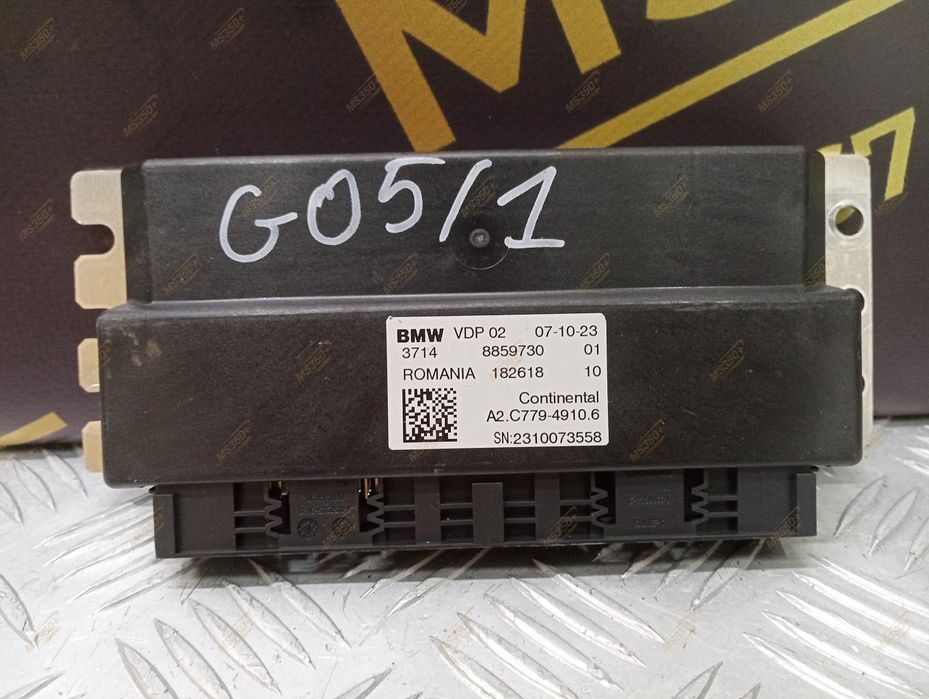 MS350+
G05/1
BMW VDP 02 07-10-23
3714 8859730 01
ROMANIA 182618 10
Continental
A2.C779-4910.6
SN:2310073558